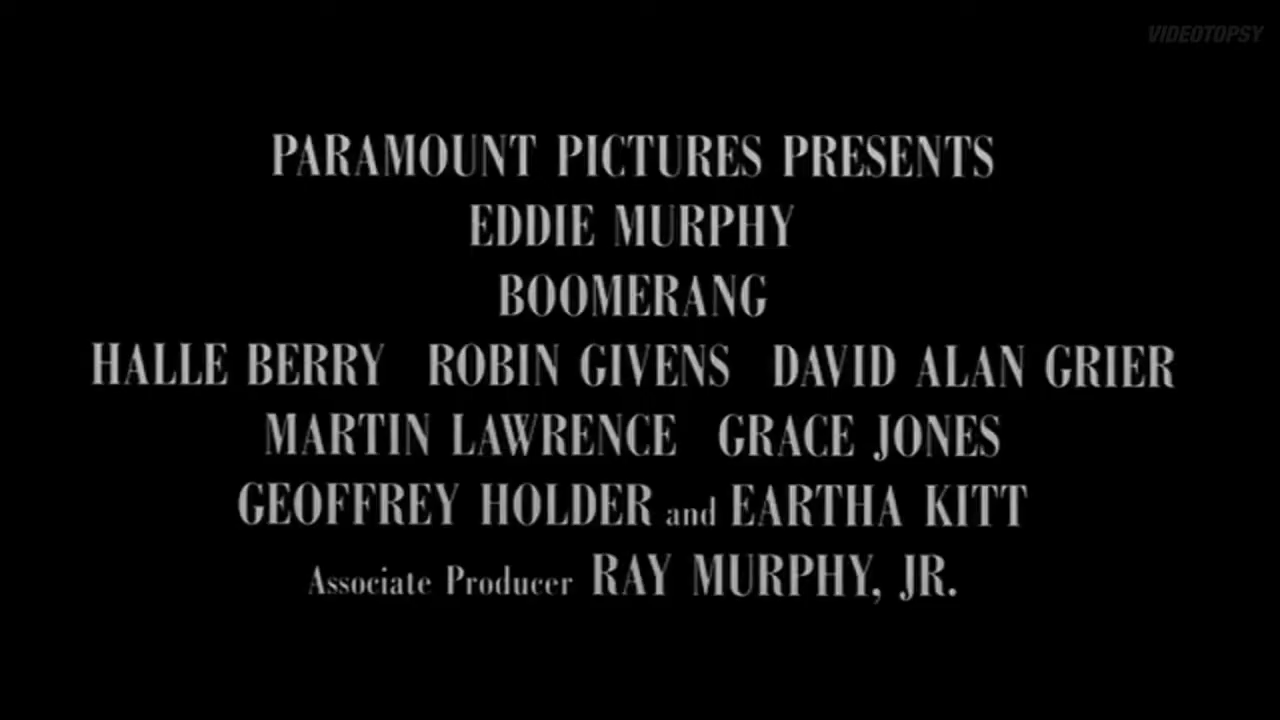 VIDEOTOPSY
PARAMOUNT PICTURES PRESENTS
EDDIE MURPHY
BOOMERANG
HALLE BERRY ROBIN GIVENS DAVID ALAN GRIER
MARTIN LAWRENCE GRACE JONES
GEOFFREY HOLDER and EARTHA KITT
Associate Producer RAY MURPHY, JR.